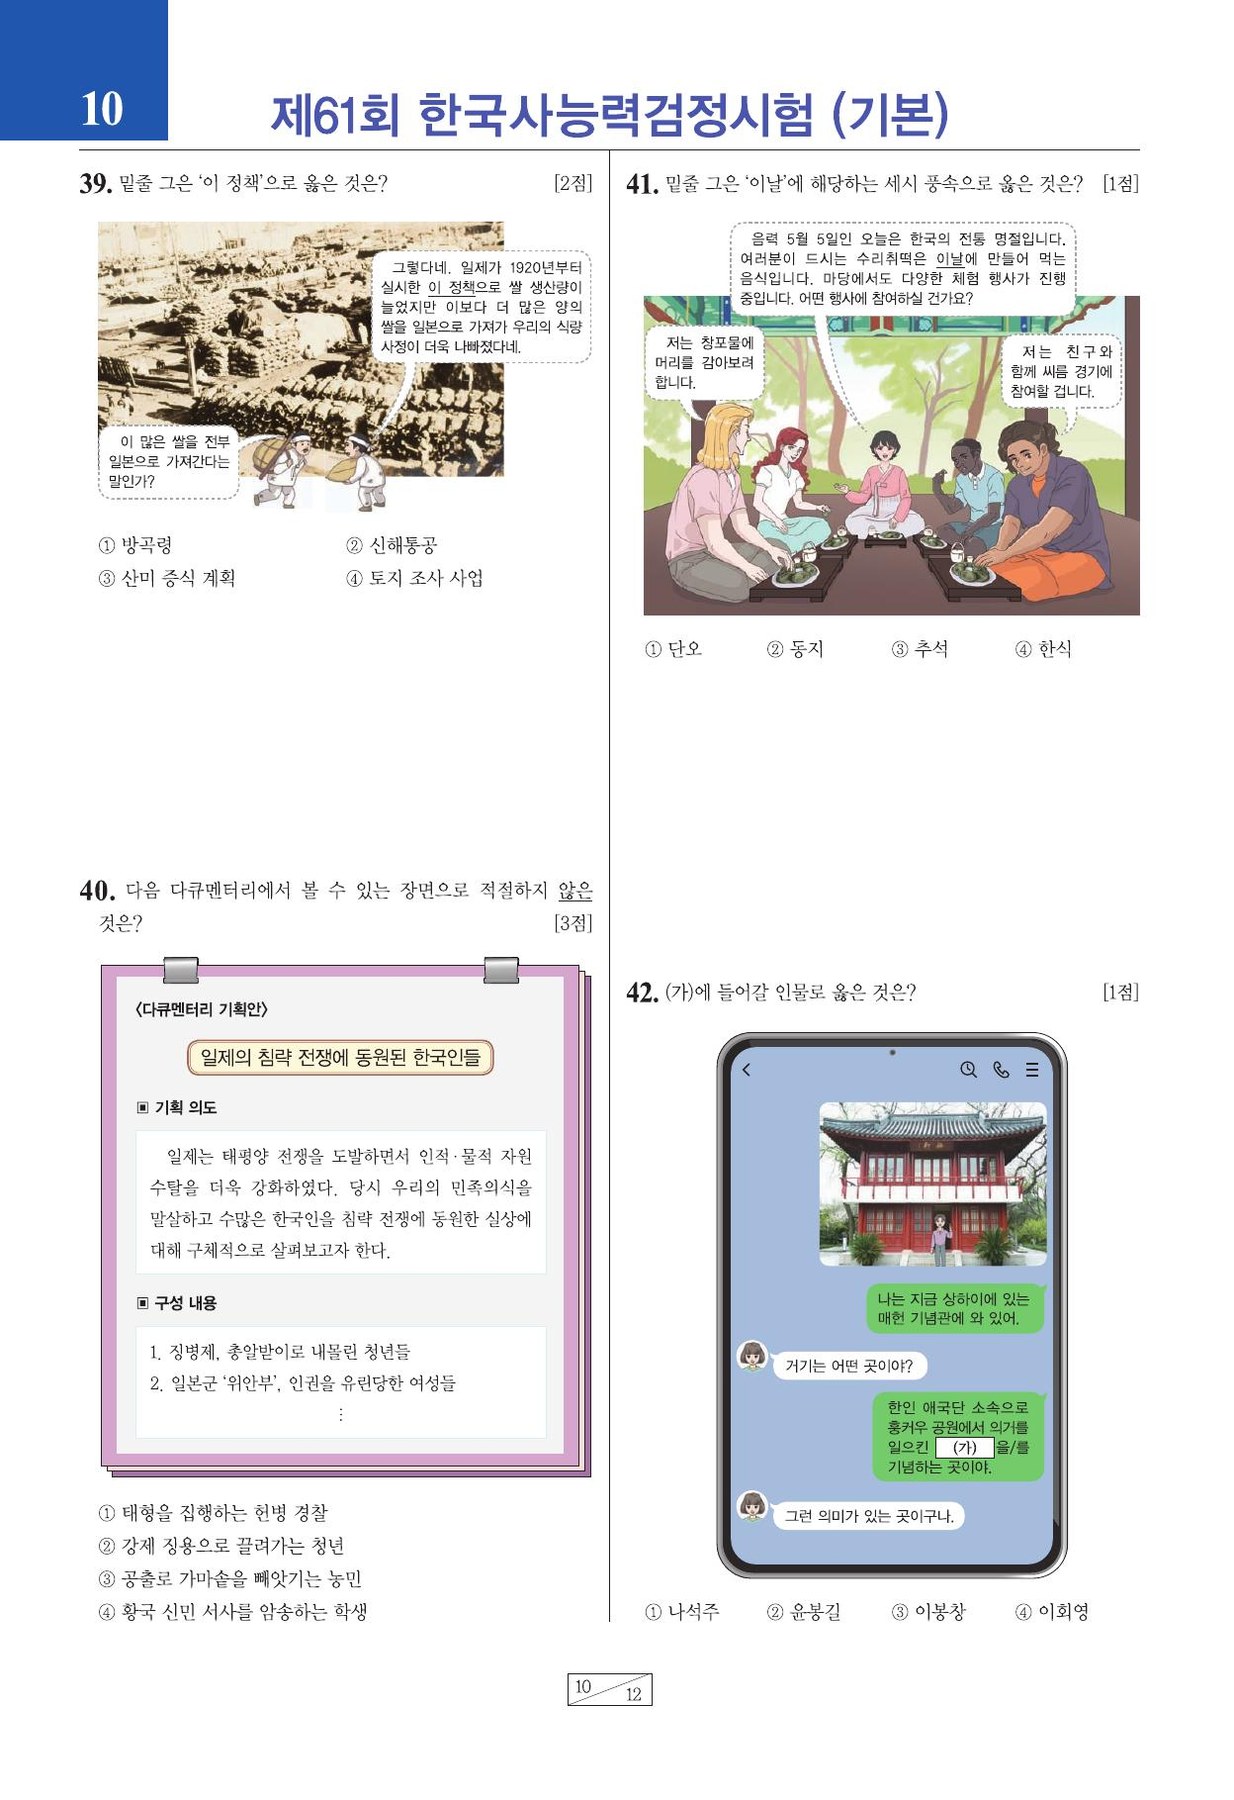 10
제61회 한국사능력검정시험 (기본)
39. 밑줄 그은 '이 정책'으로 옳은 것은? [2점]
그렇다네. 일제가 1920년부터
실시한 이 정책으로 쌀 생산량이
늘었지만 이보다 더 많은 양의
쌀을 일본으로 가져가 우리의 식량
사정이 더욱 나빠졌다네.
이 많은 쌀을 전부
일본으로 가져간다는
말인가?
① 방곡령 ② 신해통공
③ 산미 증식 계획 ④ 토지 조사 사업
40. 다음 다큐멘터리에서 볼 수 있는 장면으로 적절하지 않은
것은? [3점]
〈다큐멘터리 기획안〉
일제의 침략 전쟁에 동원된 한국인들
▣ 기획 의도
일제는 태평양 전쟁을 도발하면서 인적·물적 자원
수탈을 더욱 강화하였다. 당시 우리의 민족의식을
말살하고 수많은 한국인을 침략 전쟁에 동원한 실상에
대해 구체적으로 살펴보고자 한다.
▣ 구성 내용
1. 징병제, 총알받이로 내몰린 청년들
2. 일본군 '위안부', 인권을 유린당한 여성들
⋮
① 태형을 집행하는 헌병 경찰
② 강제 징용으로 끌려가는 청년
③ 공출로 가마솥을 빼앗기는 농민
④ 황국 신민 서사를 암송하는 학생
41. 밑줄 그은 '이날'에 해당하는 세시 풍속으로 옳은 것은? [1점]
음력 5월 5일인 오늘은 한국의 전통 명절입니다.
여러분이 드시는 수리취떡은 이날에 만들어 먹는
음식입니다. 마당에서도 다양한 체험 행사가 진행
중입니다. 어떤 행사에 참여하실 건가요?
저는 창포물에
머리를 감아보려
합니다.
저는 친구와
함께 씨름 경기에
참여할 겁니다.
① 단오 ② 동지 ③ 추석 ④ 한식
42. (가)에 들어갈 인물로 옳은 것은? [1점]
나는 지금 상하이에 있는
매헌 기념관에 와 있어.
거기는 어떤 곳이야?
한인 애국단 소속으로
훙커우 공원에서 의거를
일으킨 (가) 을/를
기념하는 곳이야.
그런 의미가 있는 곳이구나.
① 나석주 ② 윤봉길 ③ 이봉창 ④ 이회영
10
12